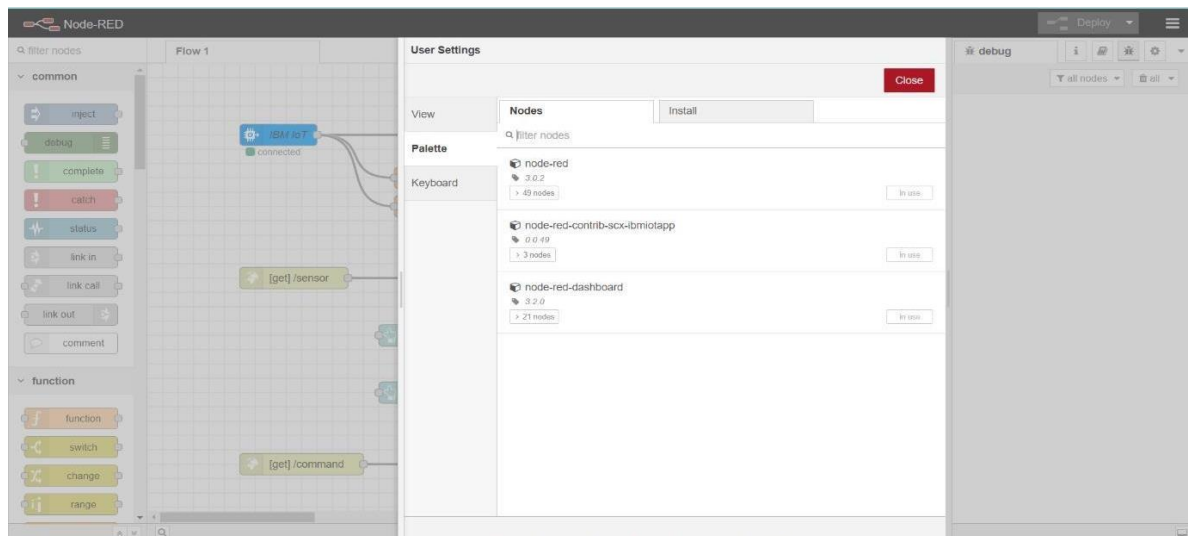 Node-RED
Deploy
filter nodes
common
inject
debug
complete
catch
status
link in
link call
link out
comment
function
function
switch
change
range
Flow 1
IBM IoT
connected
[get] /sensor
[get] /command
User Settings
Close
View
Palette
Keyboard
Nodes
Install
filter nodes
node-red
3.0.2
> 49 nodes
In use
node-red-contrib-scx-ibmiotapp
0.0.49
> 3 nodes
In use
node-red-dashboard
3.2.0
> 21 nodes
In use
debug
i
all nodes
all